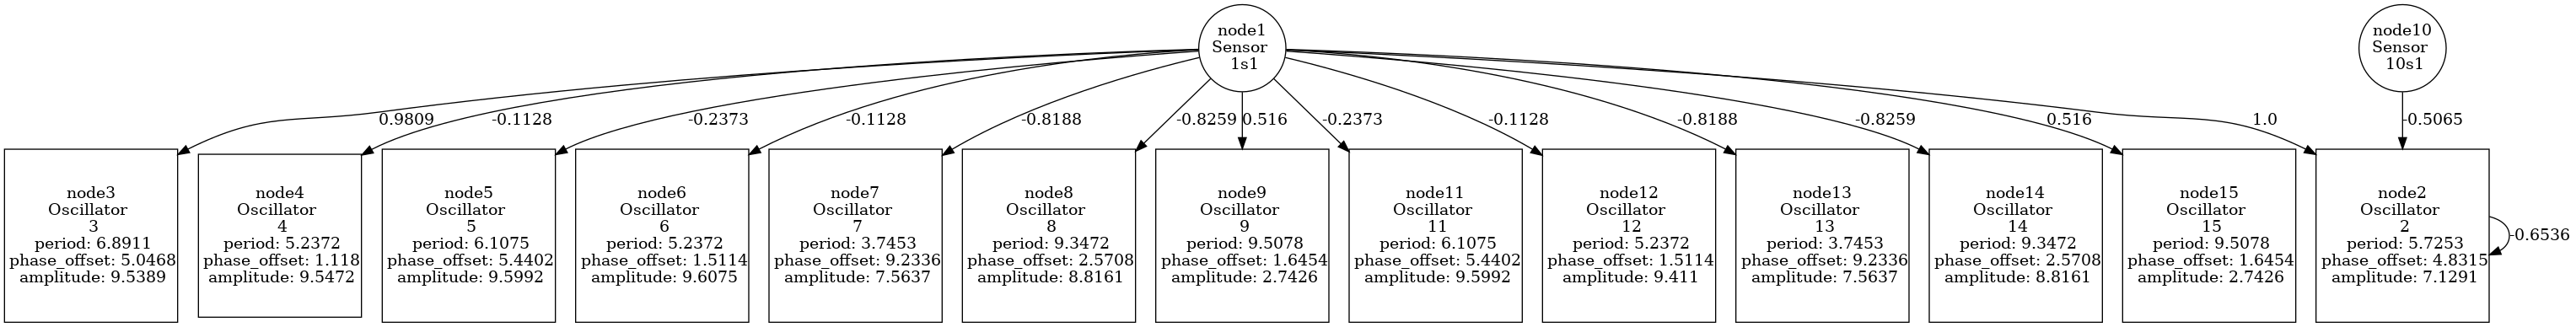 node1
Sensor
1s1
node10
Sensor
10s1
0.9809
-0.1128
-0.2373
-0.1128
-0.8188
-0.8259
0.516
-0.2373
-0.1128
-0.8188
-0.8259
0.516
1.0
-0.5065
node3
Oscillator
3
period: 6.8911
phase_offset: 5.0468
amplitude: 9.5389
node4
Oscillator
4
period: 5.2372
phase_offset: 1.118
amplitude: 9.5472
node5
Oscillator
5
period: 6.1075
phase_offset: 5.4402
amplitude: 9.5992
node6
Oscillator
6
period: 5.2372
phase_offset: 1.5114
amplitude: 9.6075
node7
Oscillator
7
period: 3.7453
phase_offset: 9.2336
amplitude: 7.5637
node8
Oscillator
8
period: 9.3472
phase_offset: 2.5708
amplitude: 8.8161
node9
Oscillator
9
period: 9.5078
phase_offset: 1.6454
amplitude: 2.7426
node11
Oscillator
11
period: 6.1075
phase_offset: 5.4402
amplitude: 9.5992
node12
Oscillator
12
period: 5.2372
phase_offset: 1.5114
amplitude: 9.411
node13
Oscillator
13
period: 3.7453
phase_offset: 9.2336
amplitude: 7.5637
node14
Oscillator
14
period: 9.3472
phase_offset: 2.5708
amplitude: 8.8161
node15
Oscillator
15
period: 9.5078
phase_offset: 1.6454
amplitude: 2.7426
node2
Oscillator
2
period: 5.7253
phase_offset: 4.8315
amplitude: 7.1291
-0.6536